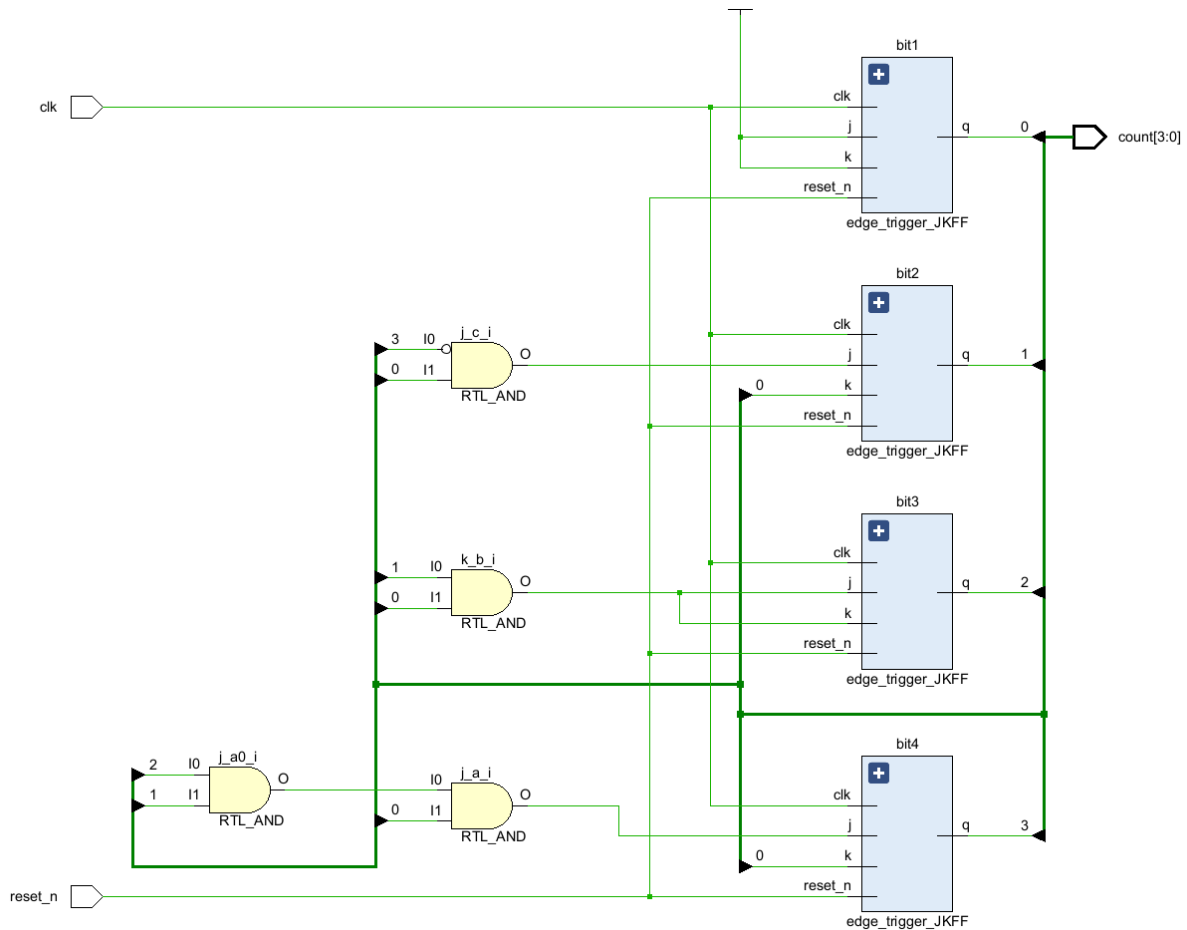 bit1
clk
clk
j
k
reset_n
q
0
count[3:0]
edge_trigger_JKFF
bit2
clk
j
k
0
reset_n
q
1
edge_trigger_JKFF
j_c_i
3
I0
0
I1
O
RTL_AND
bit3
clk
j
k
reset_n
q
2
edge_trigger_JKFF
k_b_i
1
I0
0
I1
O
RTL_AND
bit4
clk
j
k
0
reset_n
q
3
edge_trigger_JKFF
j_a0_i
2
I0
1
I1
O
RTL_AND
j_a_i
I0
0
I1
O
RTL_AND
reset_n